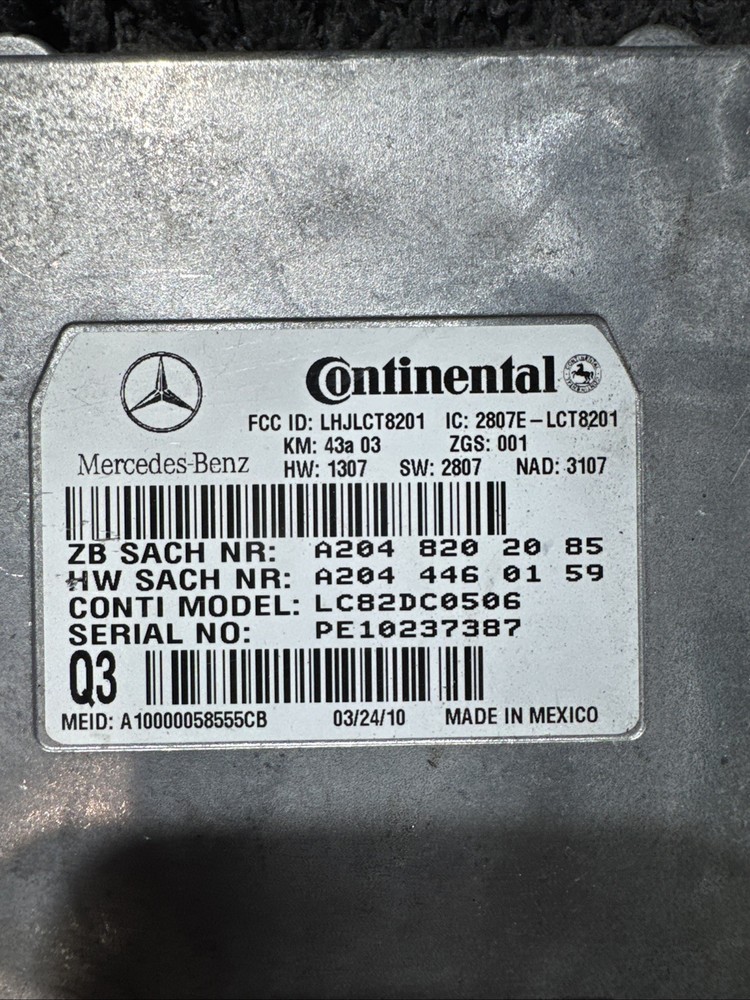 Continental
FCC ID: LHJLCT8201 IC: 2807E-LCT8201
KM: 43a 03 ZGS: 001
Mercedes-Benz HW: 1307 SW: 2807 NAD: 3107
ZB SACH NR: A204 820 20 85
HW SACH NR: A204 446 01 59
CONTI MODEL: LC82DC0506
SERIAL NO: PE10237387
Q3
MEID: A10000058555CB 03/24/10 MADE IN MEXICO